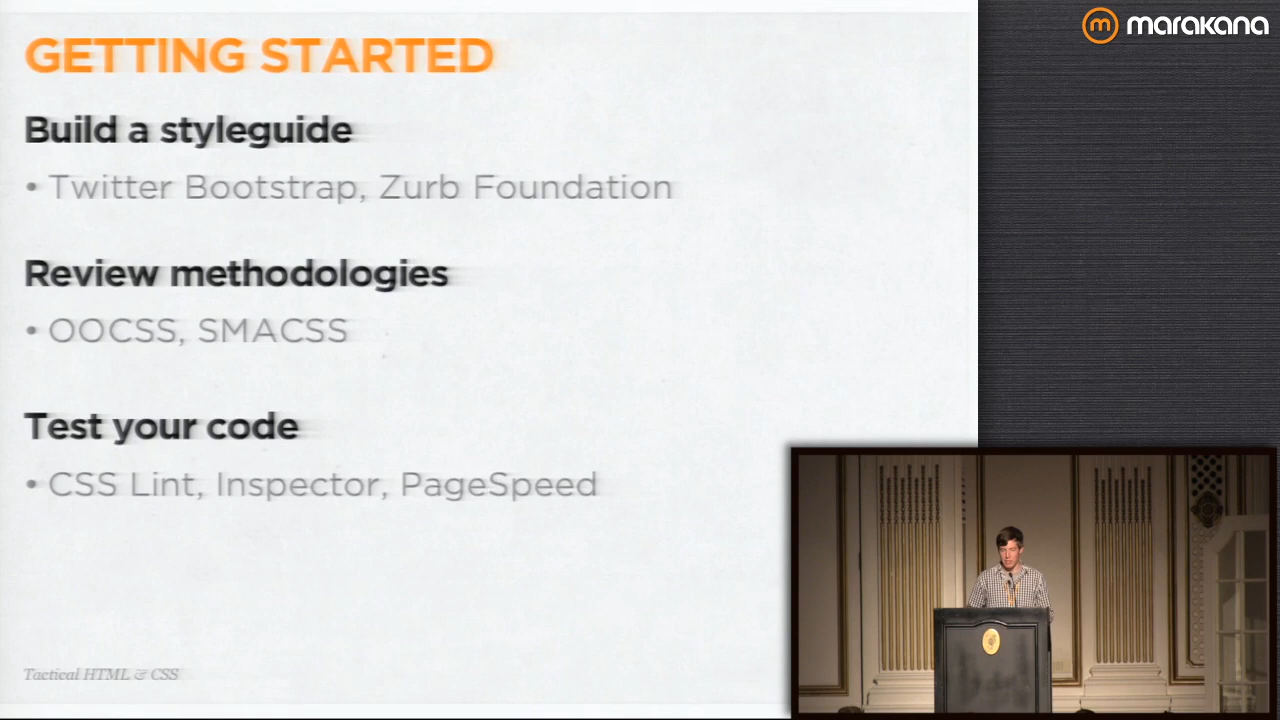 GETTING STARTED
marakana
Build a styleguide
• Twitter Bootstrap, Zurb Foundation
Review methodologies
• OOCSS, SMACSS
Test your code
• CSS Lint, Inspector, PageSpeed
Tactical HTML & CSS